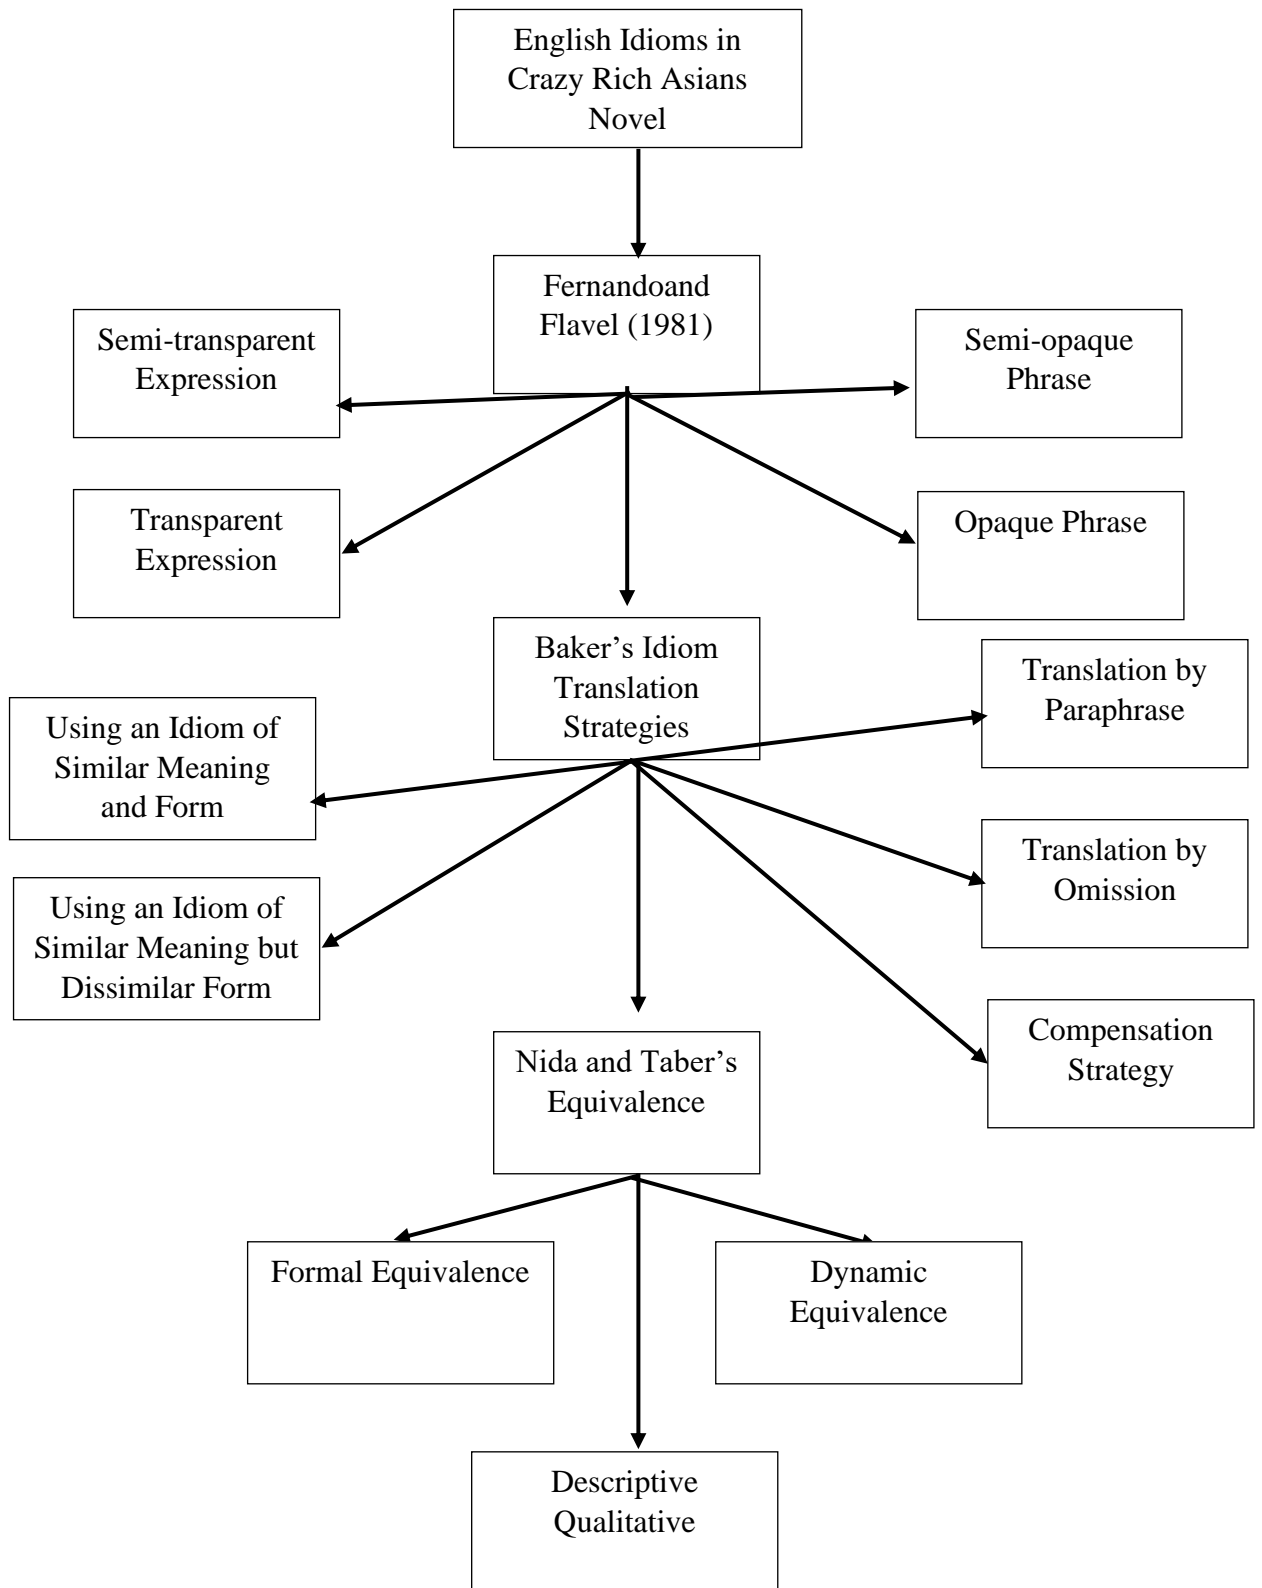 English Idioms in
Crazy Rich Asians
Novel
Fernandoand
Flavel (1981)
Semi-transparent
Expression
Semi-opaque
Phrase
Transparent
Expression
Opaque Phrase
Baker’s Idiom
Translation
Strategies
Translation by
Paraphrase
Using an Idiom of
Similar Meaning
and Form
Translation by
Omission
Using an Idiom of
Similar Meaning but
Dissimilar Form
Compensation
Strategy
Nida and Taber’s
Equivalence
Formal Equivalence
Dynamic
Equivalence
Descriptive
Qualitative